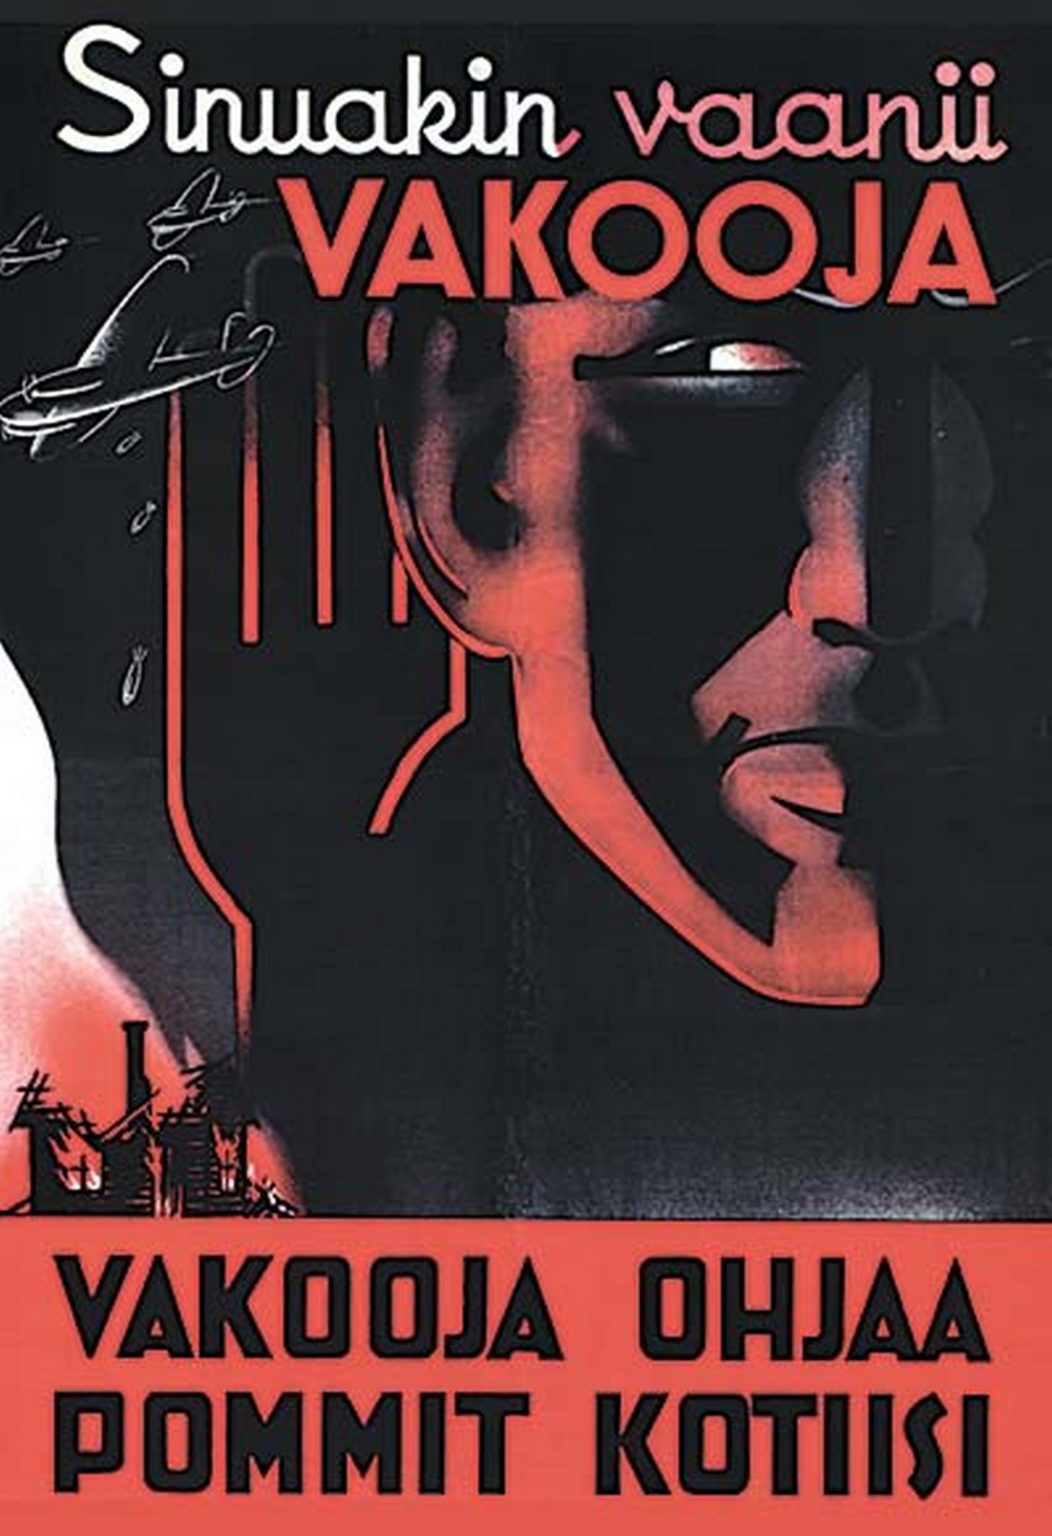 Sinuakin vaanii
VAKOOJA
VAKOOJA OHJAA
POMMIT KOTIISI